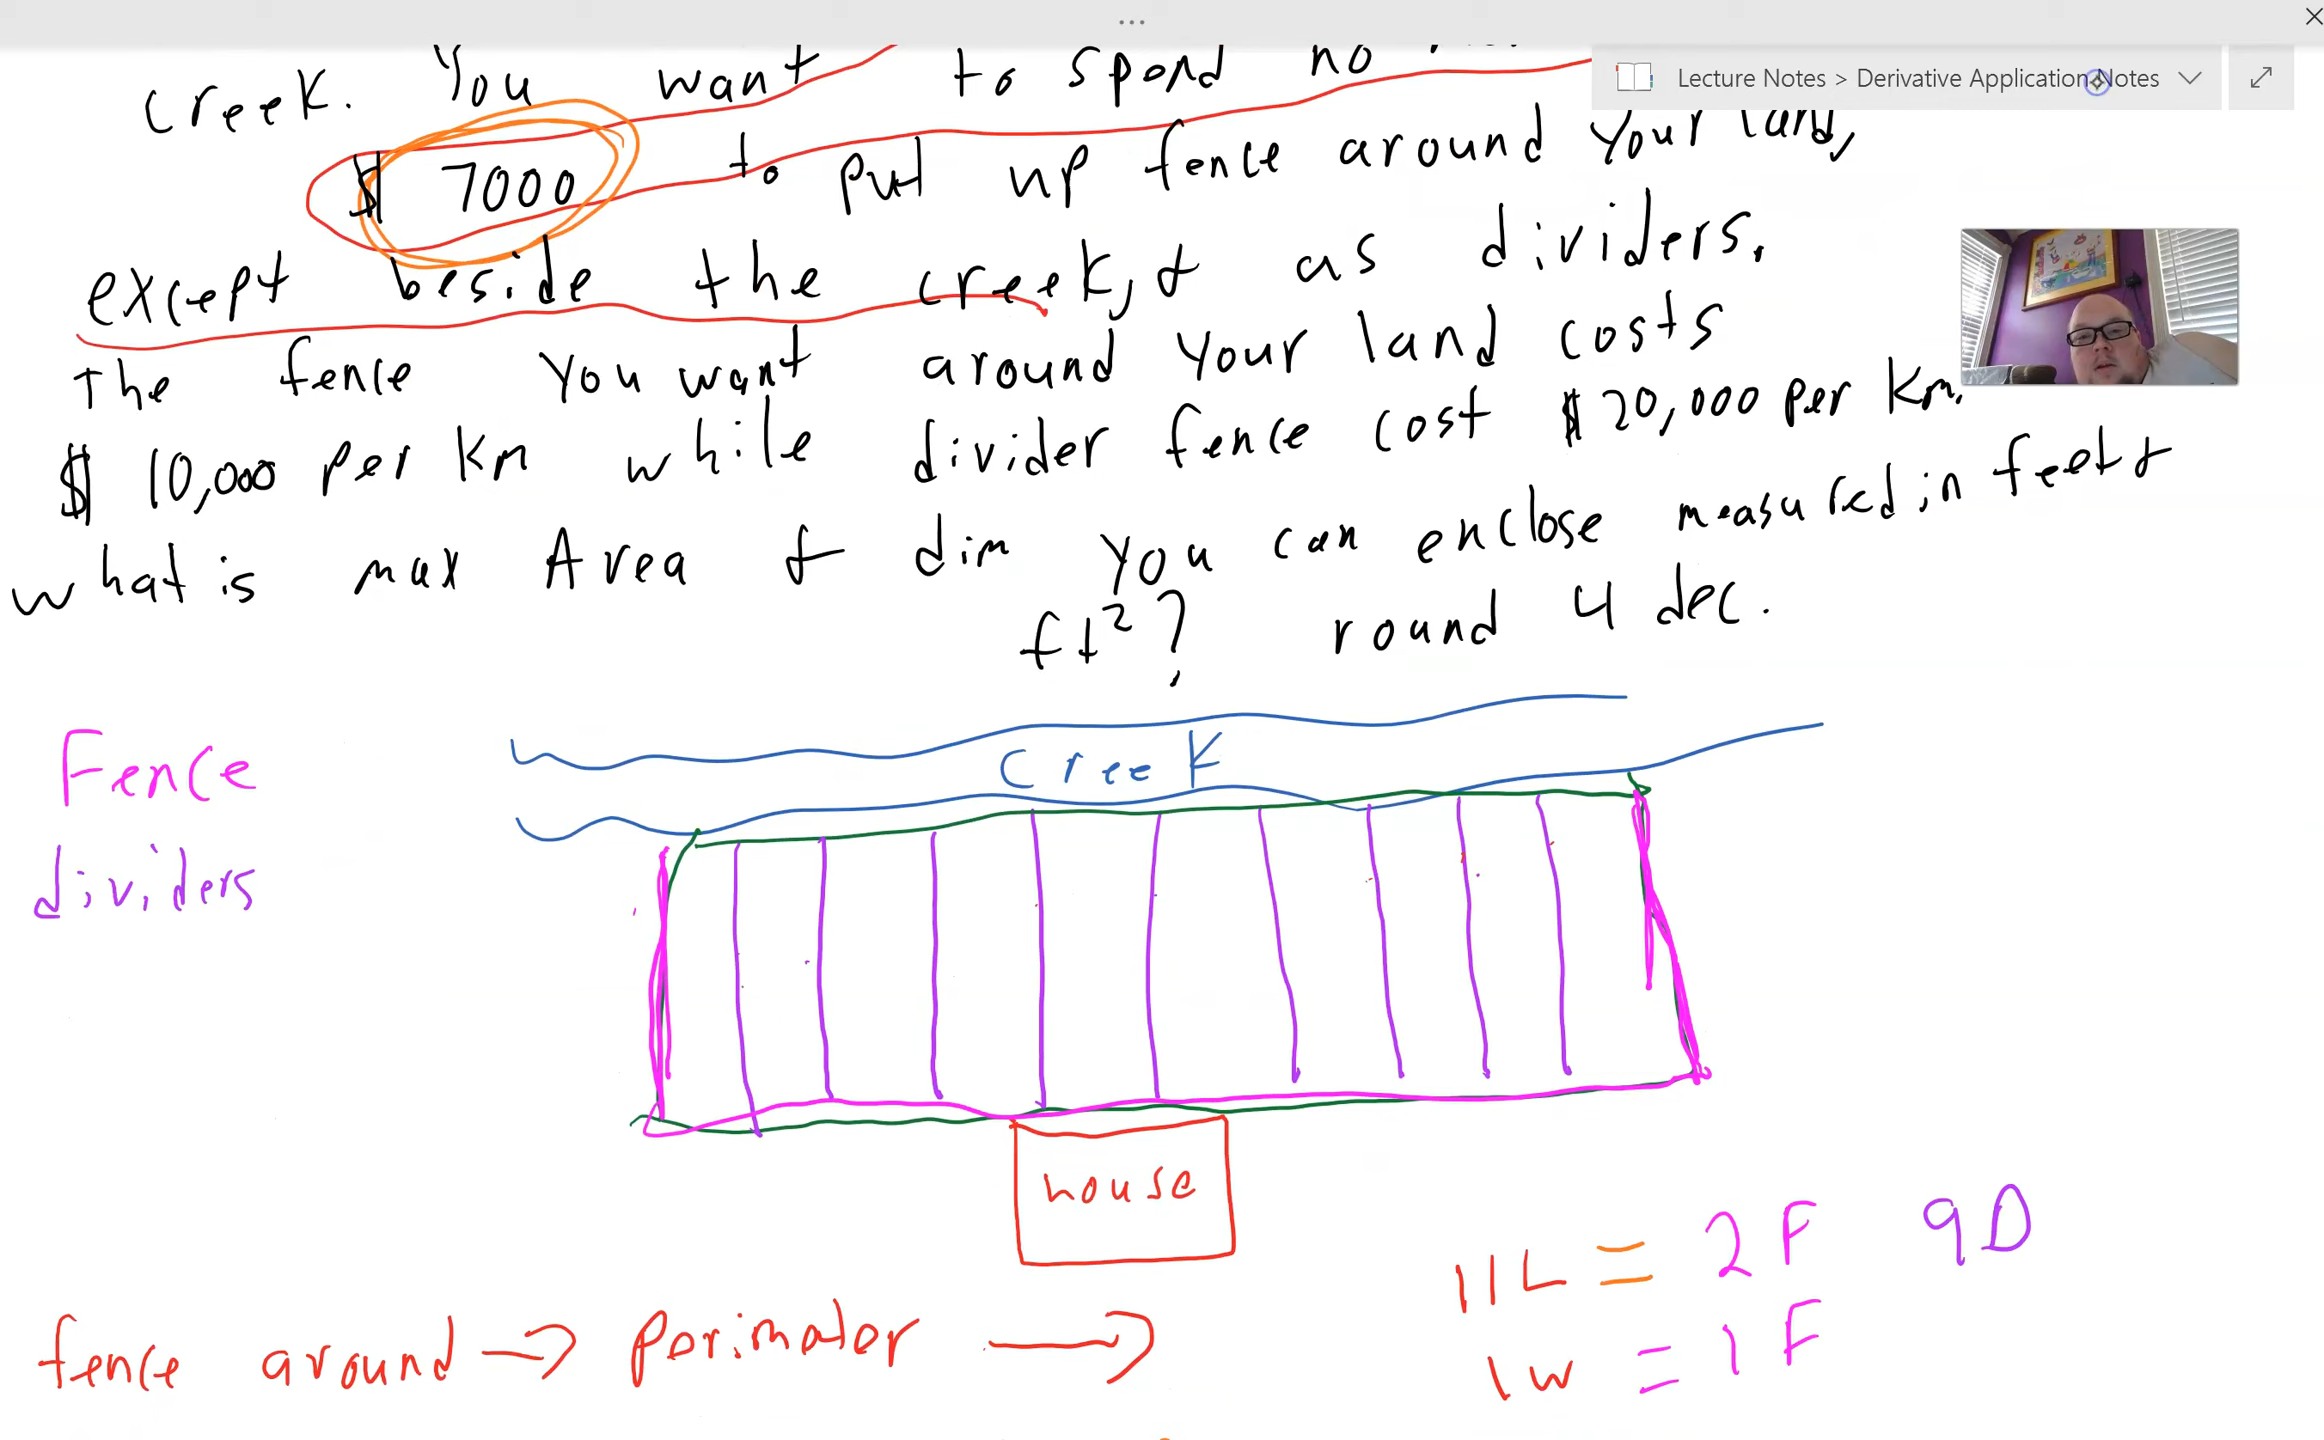 creek. You want to spend no
Lecture Notes > Derivative Application Notes
$ 7000 to put up fence around your land,
except beside the creek, & as dividers.
The fence you want around your land costs
$ 10,000 per km while divider fence cost $20,000 per km.
what is max Area & dim you can enclose measured in feet &
ft²? round 4 dec.
creek
Fence
dividers
house
11L = 2F 9D
1w = 1F
fence around → perimater →